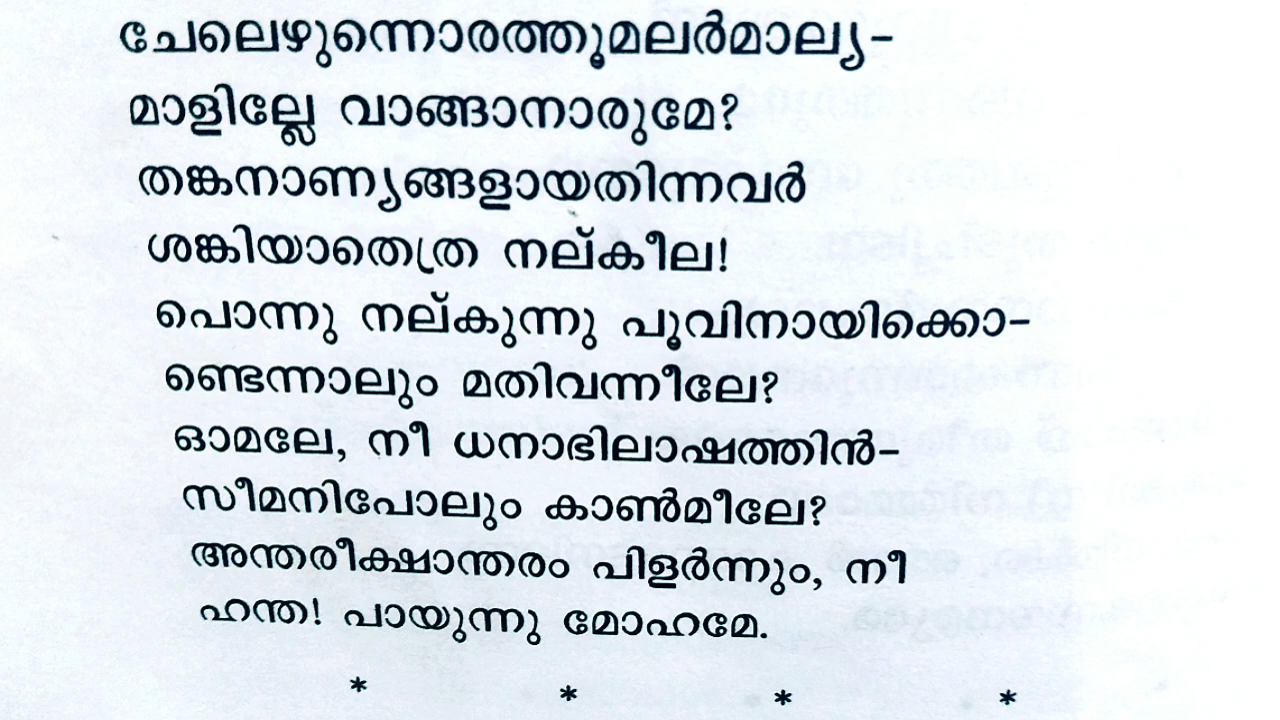 ചേലെഴുന്നൊരത്തൂമലർമാല്യ-
മാളില്ലേ വാങ്ങാനാരുമേ?
തങ്കനാണ്യങ്ങളായതിന്നവർ
ശങ്കിയാതെത്ര നല്കീല!
പൊന്നു നല്കുന്നു പൂവിനായിക്കൊ-
ണ്ടെന്നാലും മതിവന്നീലേ?
ഓമലേ, നീ ധനാഭിലാഷത്തിൻ-
സീമനിപോലും കാൺമീലേ?
അന്തരീക്ഷാന്തരം പിളർന്നും, നീ
ഹന്ത! പായുന്നു മോഹമേ.
* * * *